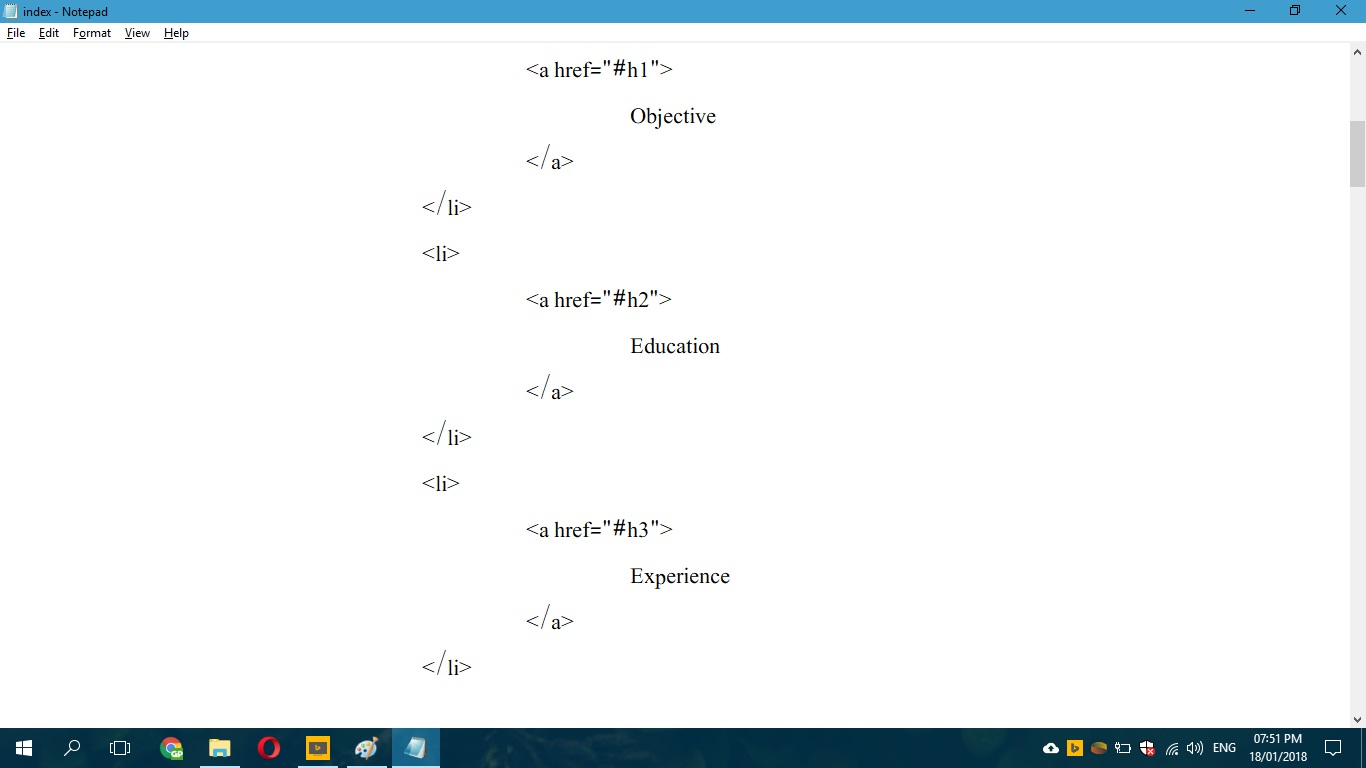 index - Notepad
File Edit Format View Help
<a href="#h1">
Objective
</a>
</li>
<li>
<a href="#h2">
Education
</a>
</li>
<li>
<a href="#h3">
Experience
</a>
</li>
GP
b
b
ENG
07:51 PM
18/01/2018